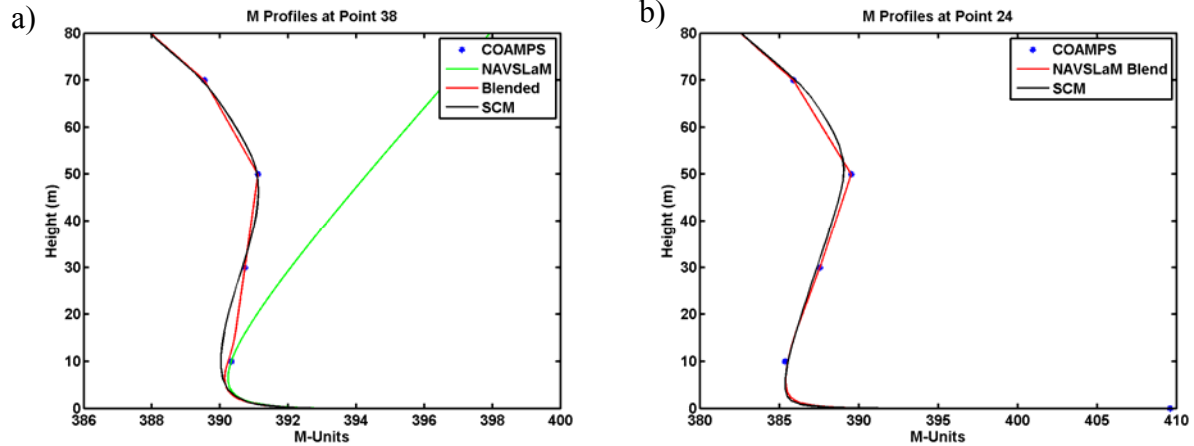 a)
M Profiles at Point 38
80
70
60
50
40
30
20
10
0
Height (m)
386 388 390 392 394 396 398 400
M-Units
COAMPS
NAVSLaM
Blended
SCM
b)
M Profiles at Point 24
80
70
60
50
40
30
20
10
0
Height (m)
380 385 390 395 400 405 410
M-Units
COAMPS
NAVSLaM Blend
SCM